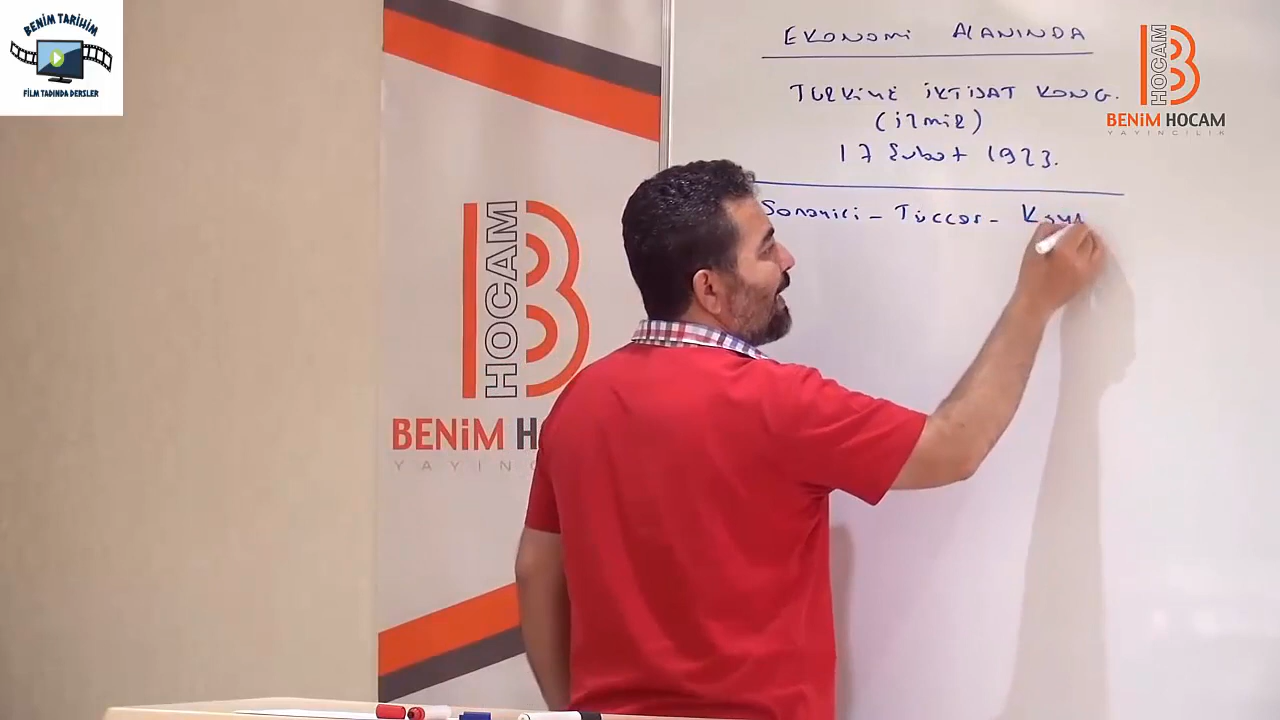 BENİM TARİHİM
FİLM TADINDA DERSLER
HOCAM
BENİM H
YAYINC
EKONOMİ ALANINDA
TÜRKİYE İKTİSAT KONG.
(İZMİR)
17 Şubat 1923.
Sanayici - Tüccar -
HOCAM
BENİM HOCAM
YAYINCILIK